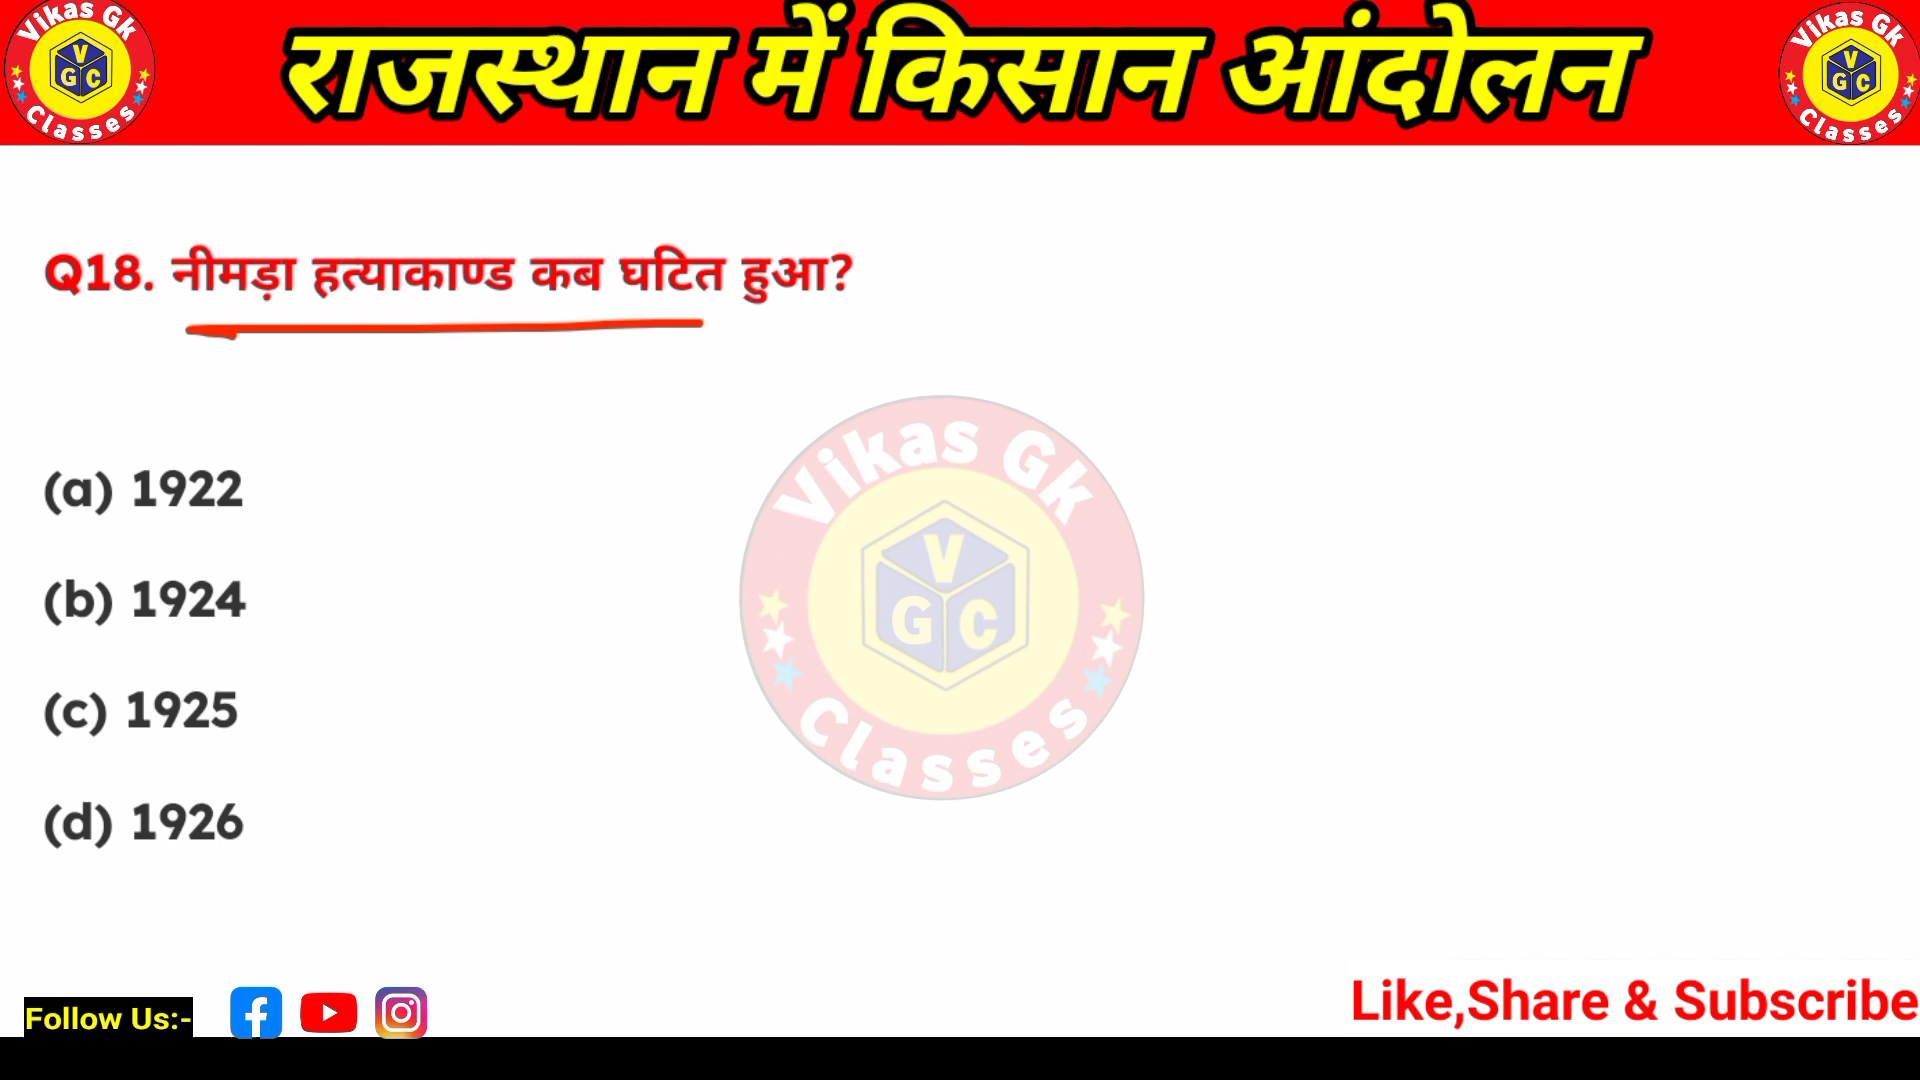 Vikas Gk
V
G C
Classes
राजस्थान में किसान आंदोलन
Vikas Gk
V
G C
Classes
Q18. नीमड़ा हत्याकाण्ड कब घटित हुआ?
(a) 1922
(b) 1924
(c) 1925
(d) 1926
Vikas Gk
V
G C
Classes
Follow Us:-
Like,Share & Subscribe